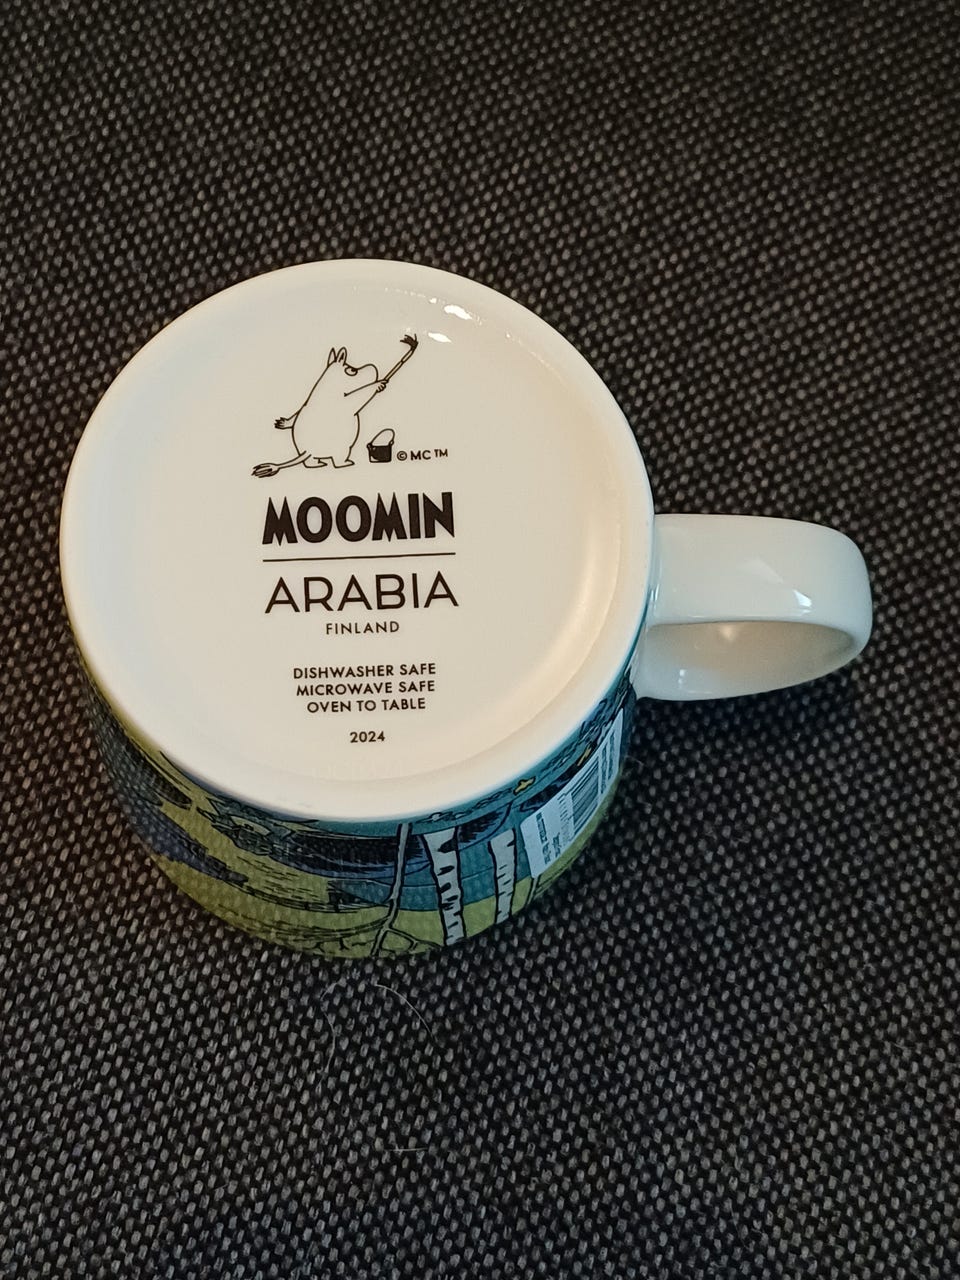 © MC ™
MOOMIN
ARABIA
FINLAND
DISHWASHER SAFE
MICROWAVE SAFE
OVEN TO TABLE
2024